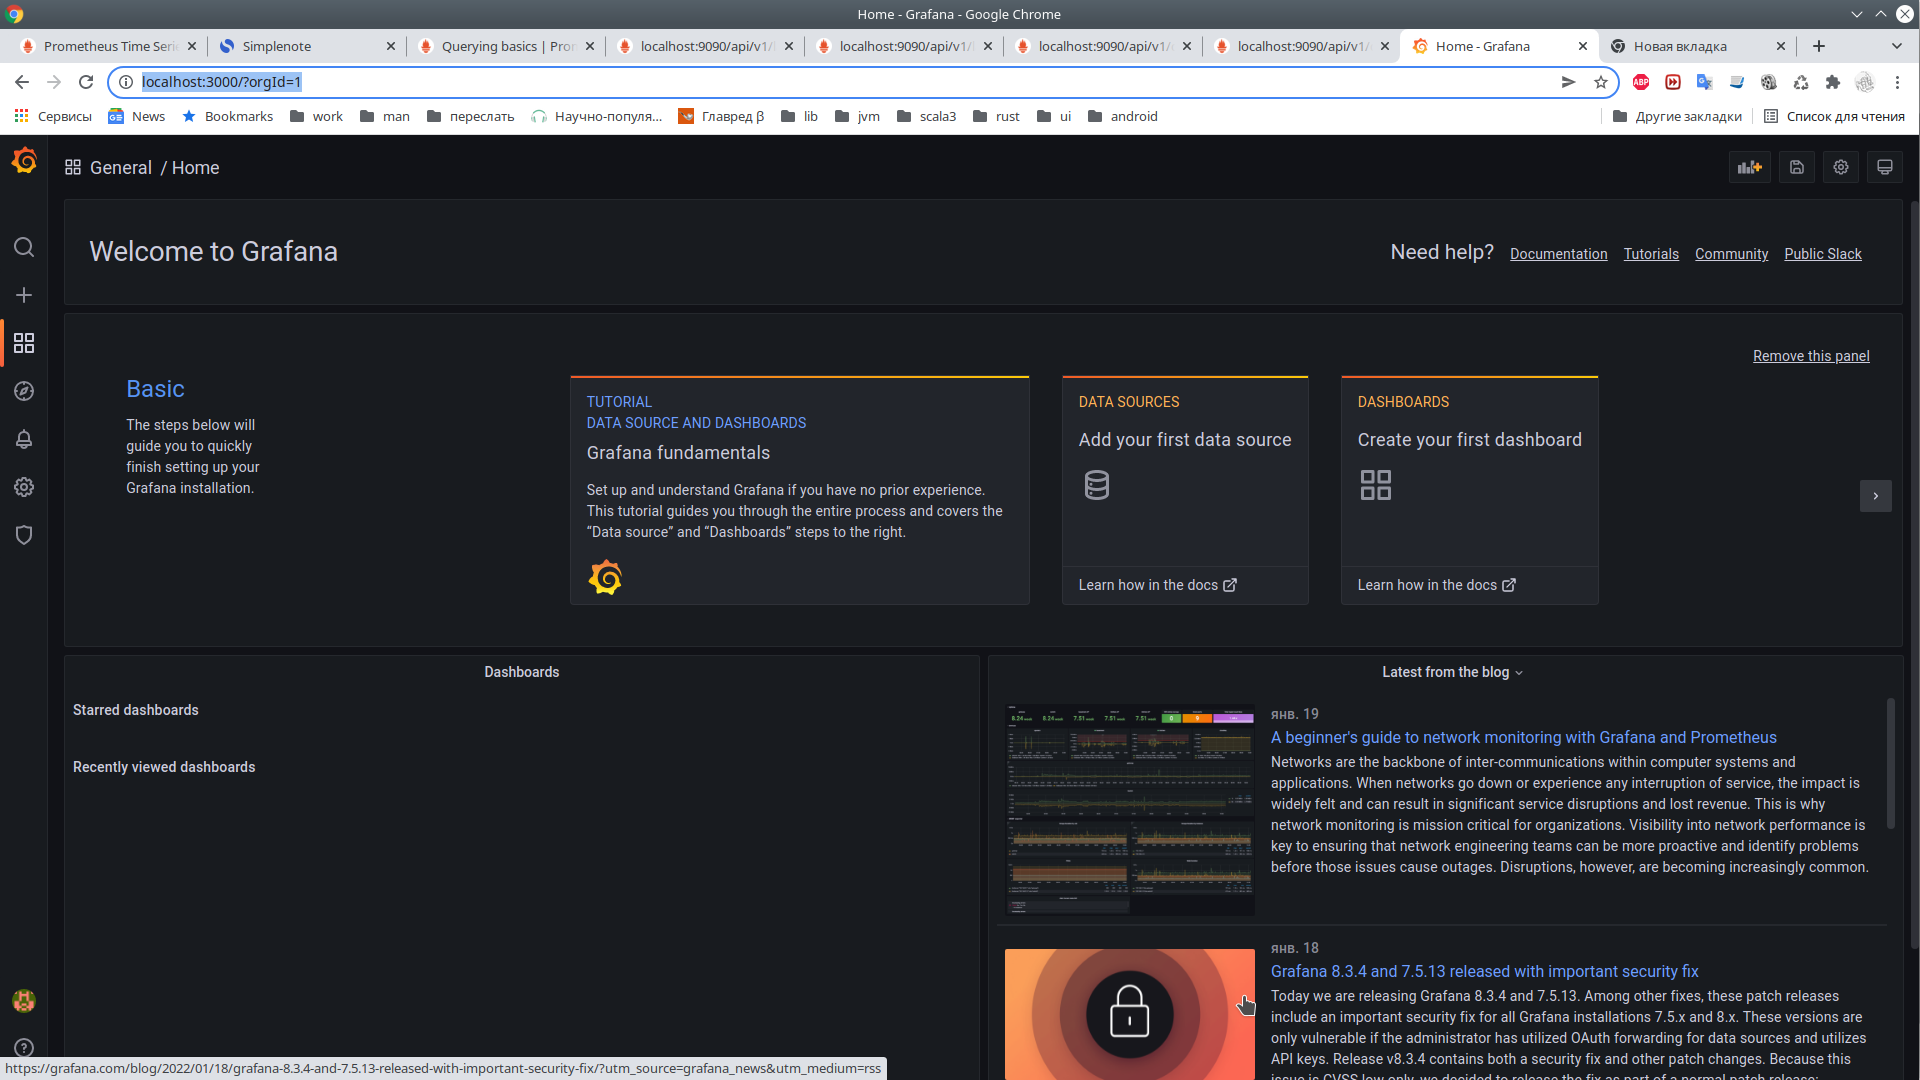 Home - Grafana - Google Chrome
Prometheus Time Seri
Simplenote
Querying basics | Pro
localhost:9090/api/v1/
localhost:9090/api/v1/
localhost:9090/api/v1/
localhost:9090/api/v1/
Home - Grafana
Новая вкладка
localhost:3000/?orgId=1
ABP
Сервисы
News
Bookmarks
work
man
переслать
Научно-популя...
Главред β
lib
jvm
scala3
rust
ui
android
Другие закладки
Список для чтения
General / Home
Welcome to Grafana
Need help?
Documentation
Tutorials
Community
Public Slack
Remove this panel
Basic
The steps below will
guide you to quickly
finish setting up your
Grafana installation.
TUTORIAL
DATA SOURCE AND DASHBOARDS
Grafana fundamentals
Set up and understand Grafana if you have no prior experience.
This tutorial guides you through the entire process and covers the
“Data source” and “Dashboards” steps to the right.
DATA SOURCES
Add your first data source
Learn how in the docs
DASHBOARDS
Create your first dashboard
Learn how in the docs
Dashboards
Starred dashboards
Recently viewed dashboards
Latest from the blog
янв. 19
A beginner's guide to network monitoring with Grafana and Prometheus
Networks are the backbone of inter-communications within computer systems and
applications. When networks go down or experience any interruption of service, the impact is
widely felt and can result in significant service disruptions and lost revenue. This is why
network monitoring is mission critical for organizations. Visibility into network performance is
key to ensuring that network engineering teams can be more proactive and identify problems
before those issues cause outages. Disruptions, however, are becoming increasingly common.
янв. 18
Grafana 8.3.4 and 7.5.13 released with important security fix
Today we are releasing Grafana 8.3.4 and 7.5.13. Among other fixes, these patch releases
include an important security fix for all Grafana installations 7.5.x and 8.x. These versions are
only vulnerable if the administrator has utilized OAuth forwarding for data sources and utilizes
API keys. Release v8.3.4 contains both a security fix and other patch changes. Because this
issue is CVSS low only, we decided to release the fix as part of a normal patch release:
https://grafana.com/blog/2022/01/18/grafana-8.3.4-and-7.5.13-released-with-important-security-fix/?utm_source=grafana_news&utm_medium=rss